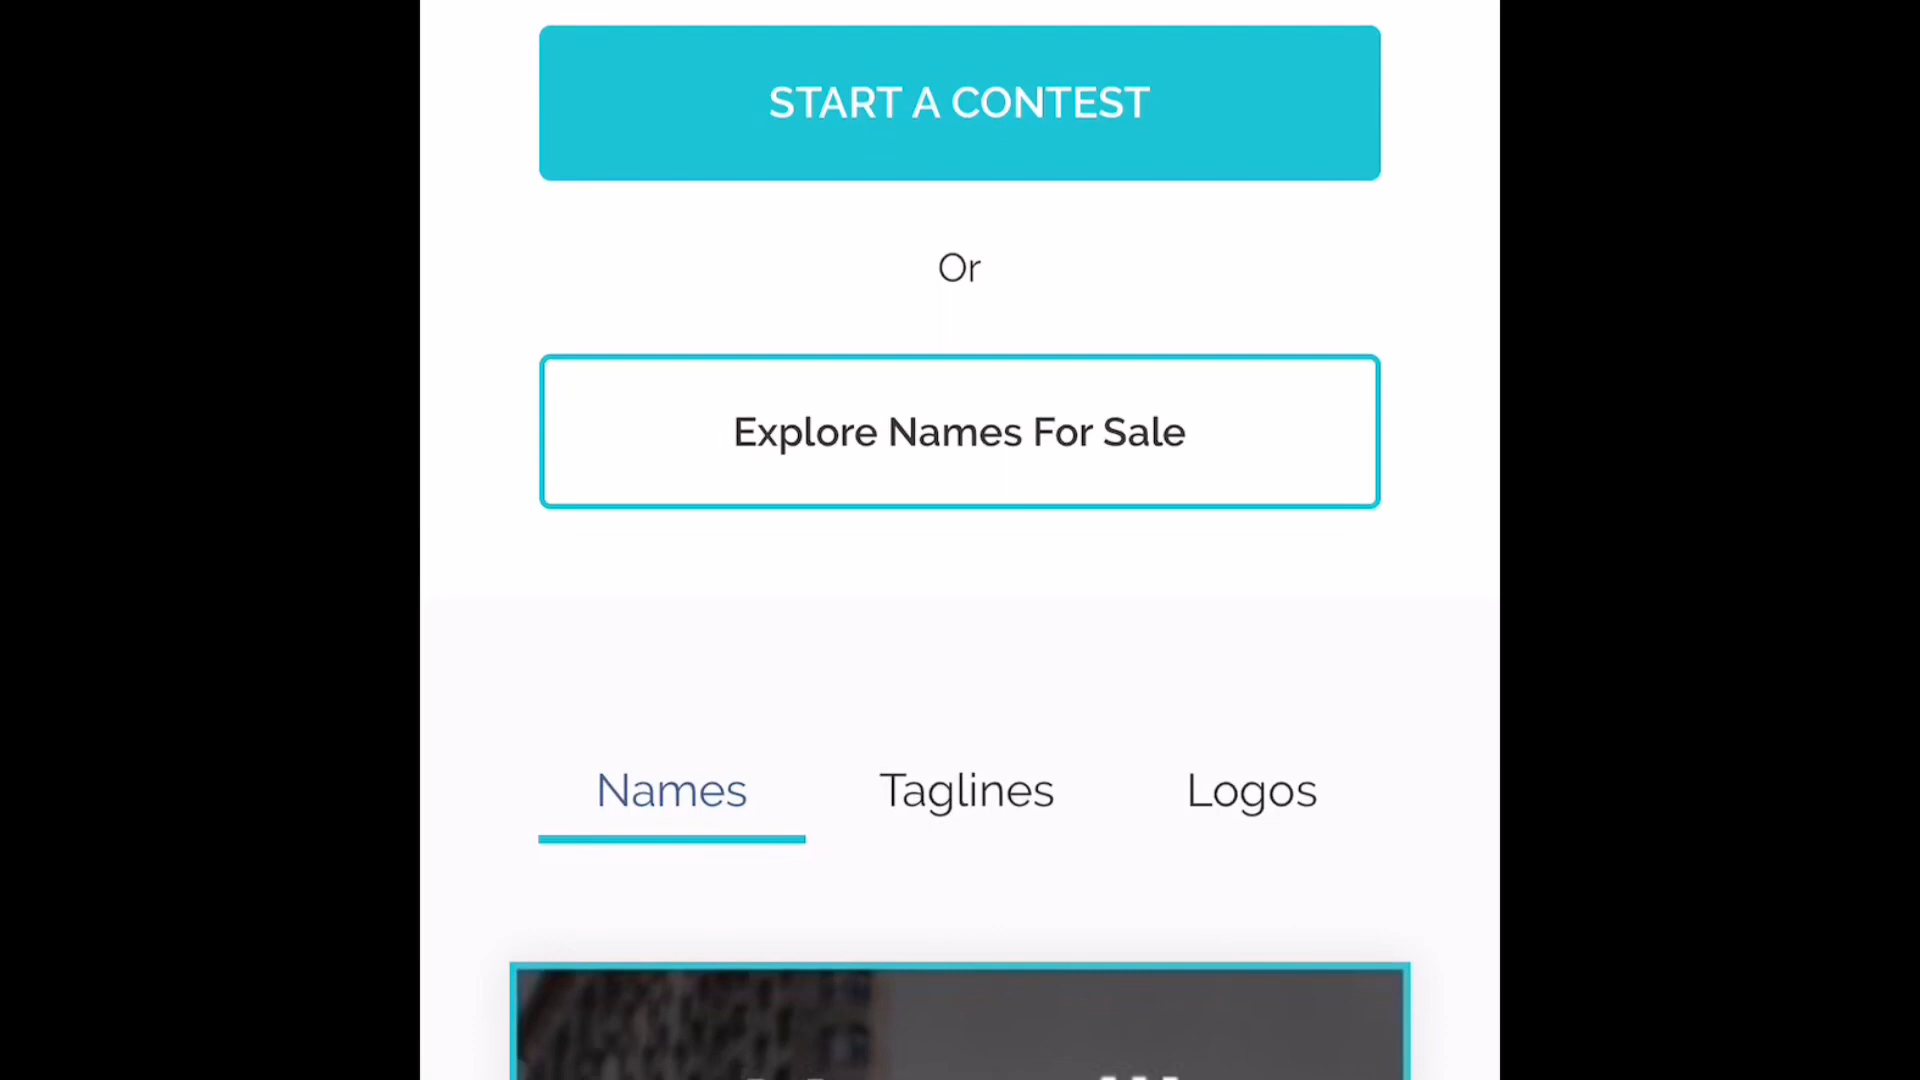 START A CONTEST
Or
Explore Names For Sale
Names Taglines Logos